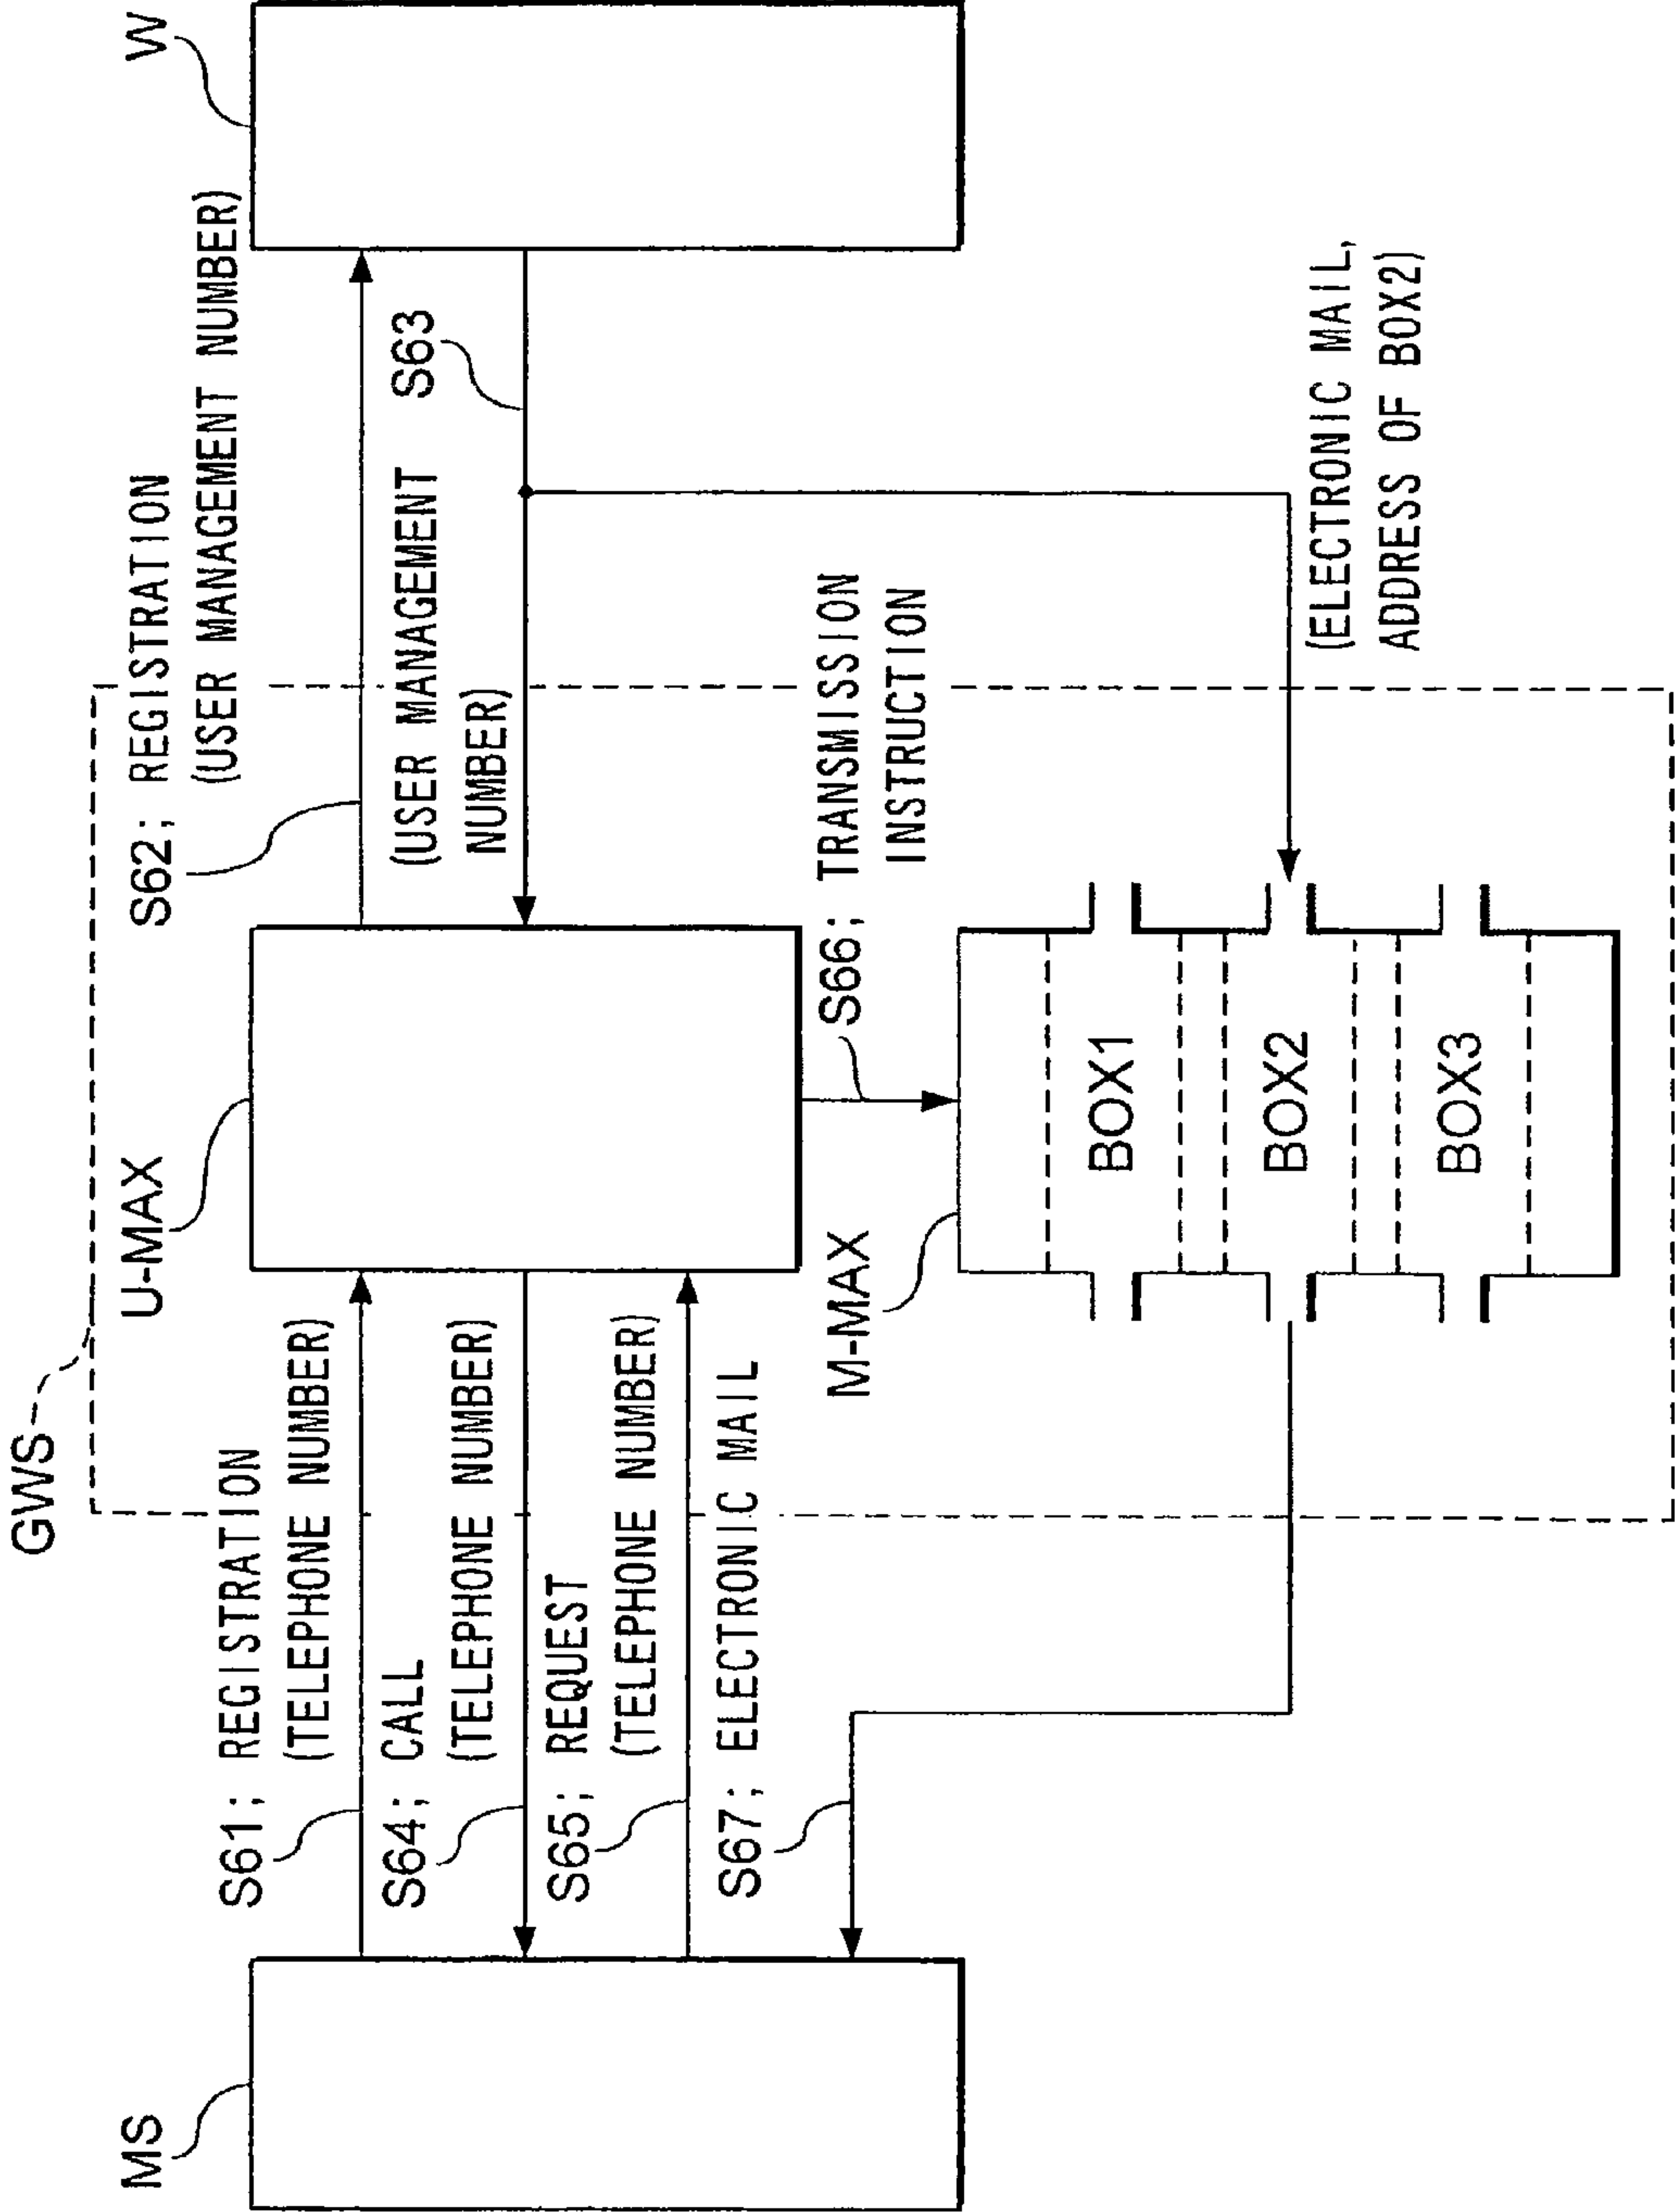 GWS
U-MAX
MS
W
S61; REGISTRATION
(TELEPHONE NUMBER)
S64; CALL
(TELEPHONE NUMBER)
S65; REQUEST
(TELEPHONE NUMBER)
S67; ELECTRONIC MAIL
S62; REGISTRATION
(USER MANAGEMENT NUMBER)
(USER MANAGEMENT
NUMBER)
S63
S66; TRANSMISSION
INSTRUCTION
M-MAX
BOX1
BOX2
BOX3
(ELECTRONIC MAIL,
ADDRESS OF BOX2)